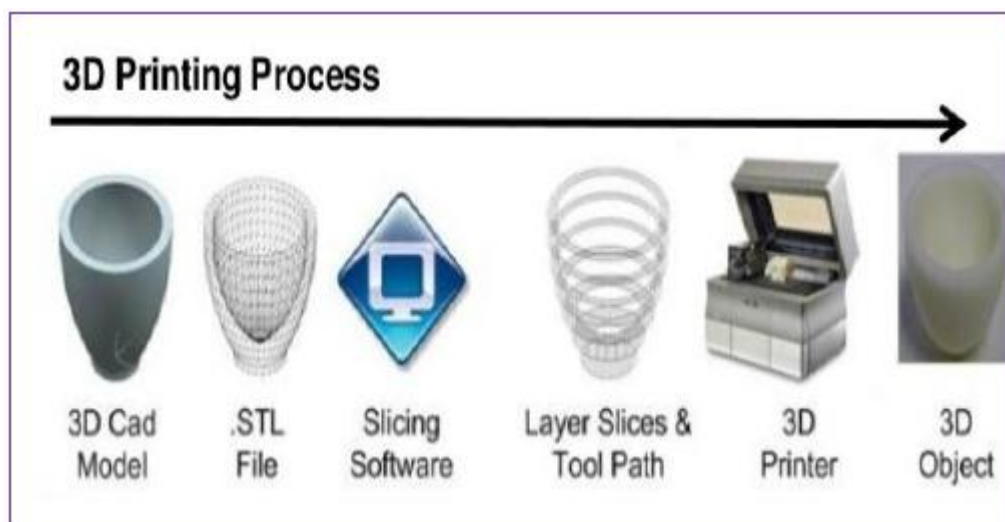 3D Printing Process
3D Cad
Model
.STL
File
Slicing
Software
Layer Slices &
Tool Path
3D
Printer
3D
Object